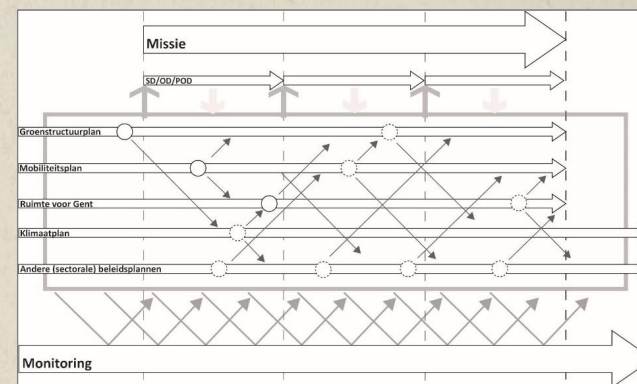 Missie
SD/OD/POD
Groenstructuurplan
Mobiliteitsplan
Ruimte voor Gent
Klimaatplan
Andere (sectorale) beleidsplannen
Monitoring